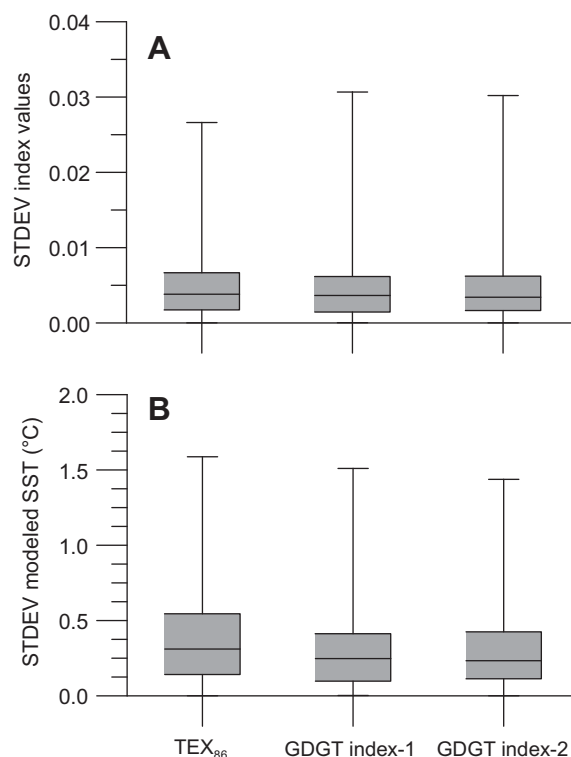 A
STDEV index values
0.04
0.03
0.02
0.01
0.00
B
STDEV modeled SST (°C)
2.0
1.5
1.0
0.5
0.0
TEX₈₆ GDGT index-1 GDGT index-2